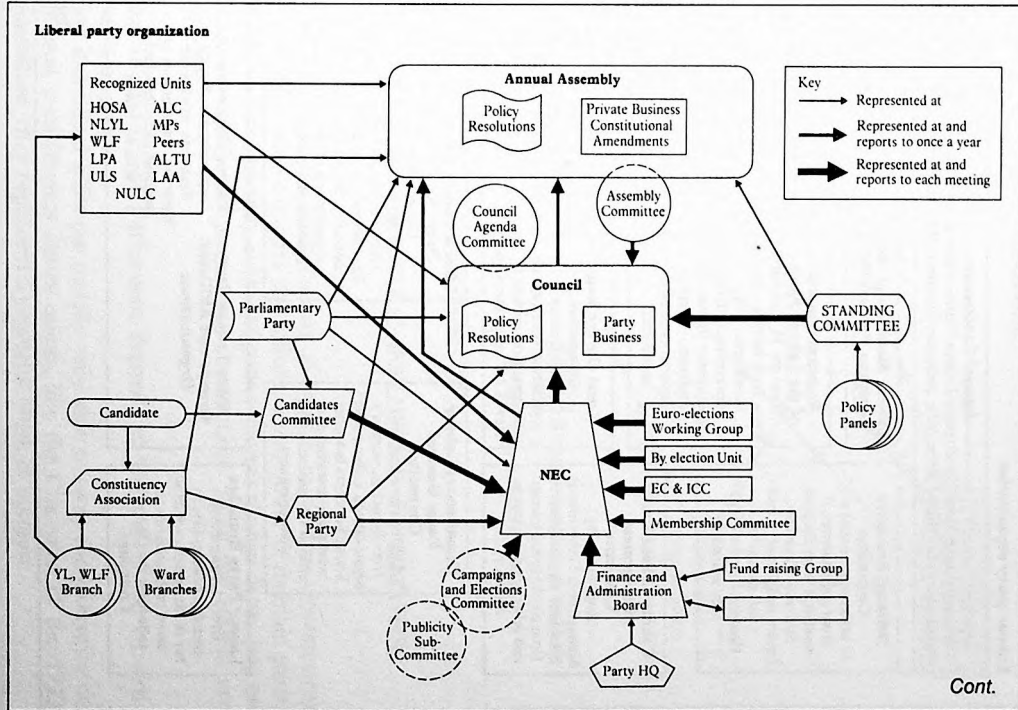 Liberal party organization
Recognized Units
HOSA ALC
NLYL MPs
WLF Peers
LPA ALTU
ULS LAA
NULC
Annual Assembly
Policy
Resolutions
Private Business
Constitutional
Amendments
Key
Represented at
Represented at and
reports to once a year
Represented at and
reports to each meeting
Council
Agenda
Committee
Assembly
Committee
Council
Policy
Resolutions
Party
Business
Parliamentary
Party
STANDING
COMMITTEE
Candidate
Candidates
Committee
Policy
Panels
Euro-elections
Working Group
By election Unit
EC & ICC
Membership Committee
NEC
Constituency
Association
Regional
Party
YL, WLF
Branch
Ward
Branches
Campaigns
and Elections
Committee
Publicity
Sub-
Committee
Finance and
Administration
Board
Fund raising Group
Party HQ
Cont.